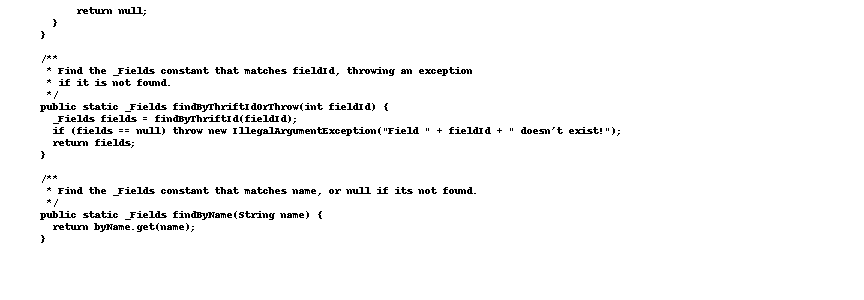 return null;
}
}
/**
* Find the _Fields constant that matches fieldId, throwing an exception
* if it is not found.
*/
public static _Fields findByThriftIdOrThrow(int fieldId) {
_Fields fields = findByThriftId(fieldId);
if (fields == null) throw new IllegalArgumentException("Field " + fieldId + " doesn't exist!");
return fields;
}
/**
* Find the _Fields constant that matches name, or null if its not found.
*/
public static _Fields findByName(String name) {
return byName.get(name);
}